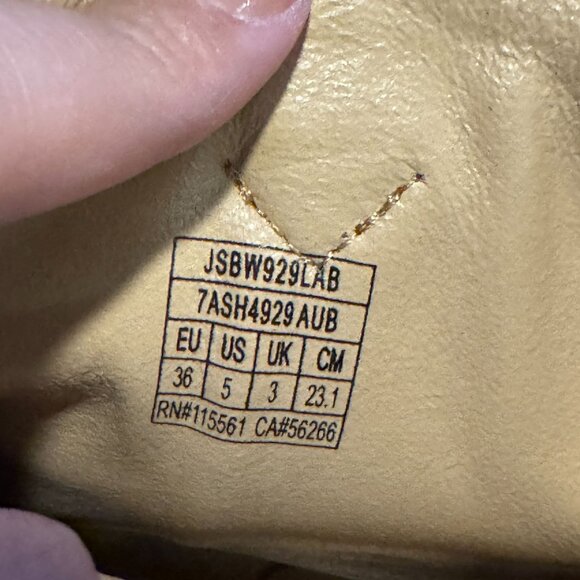 JSBW929LAB
7ASH4929AUB
EU US UK CM
36 5 3 23.1
RN#115561 CA#56266